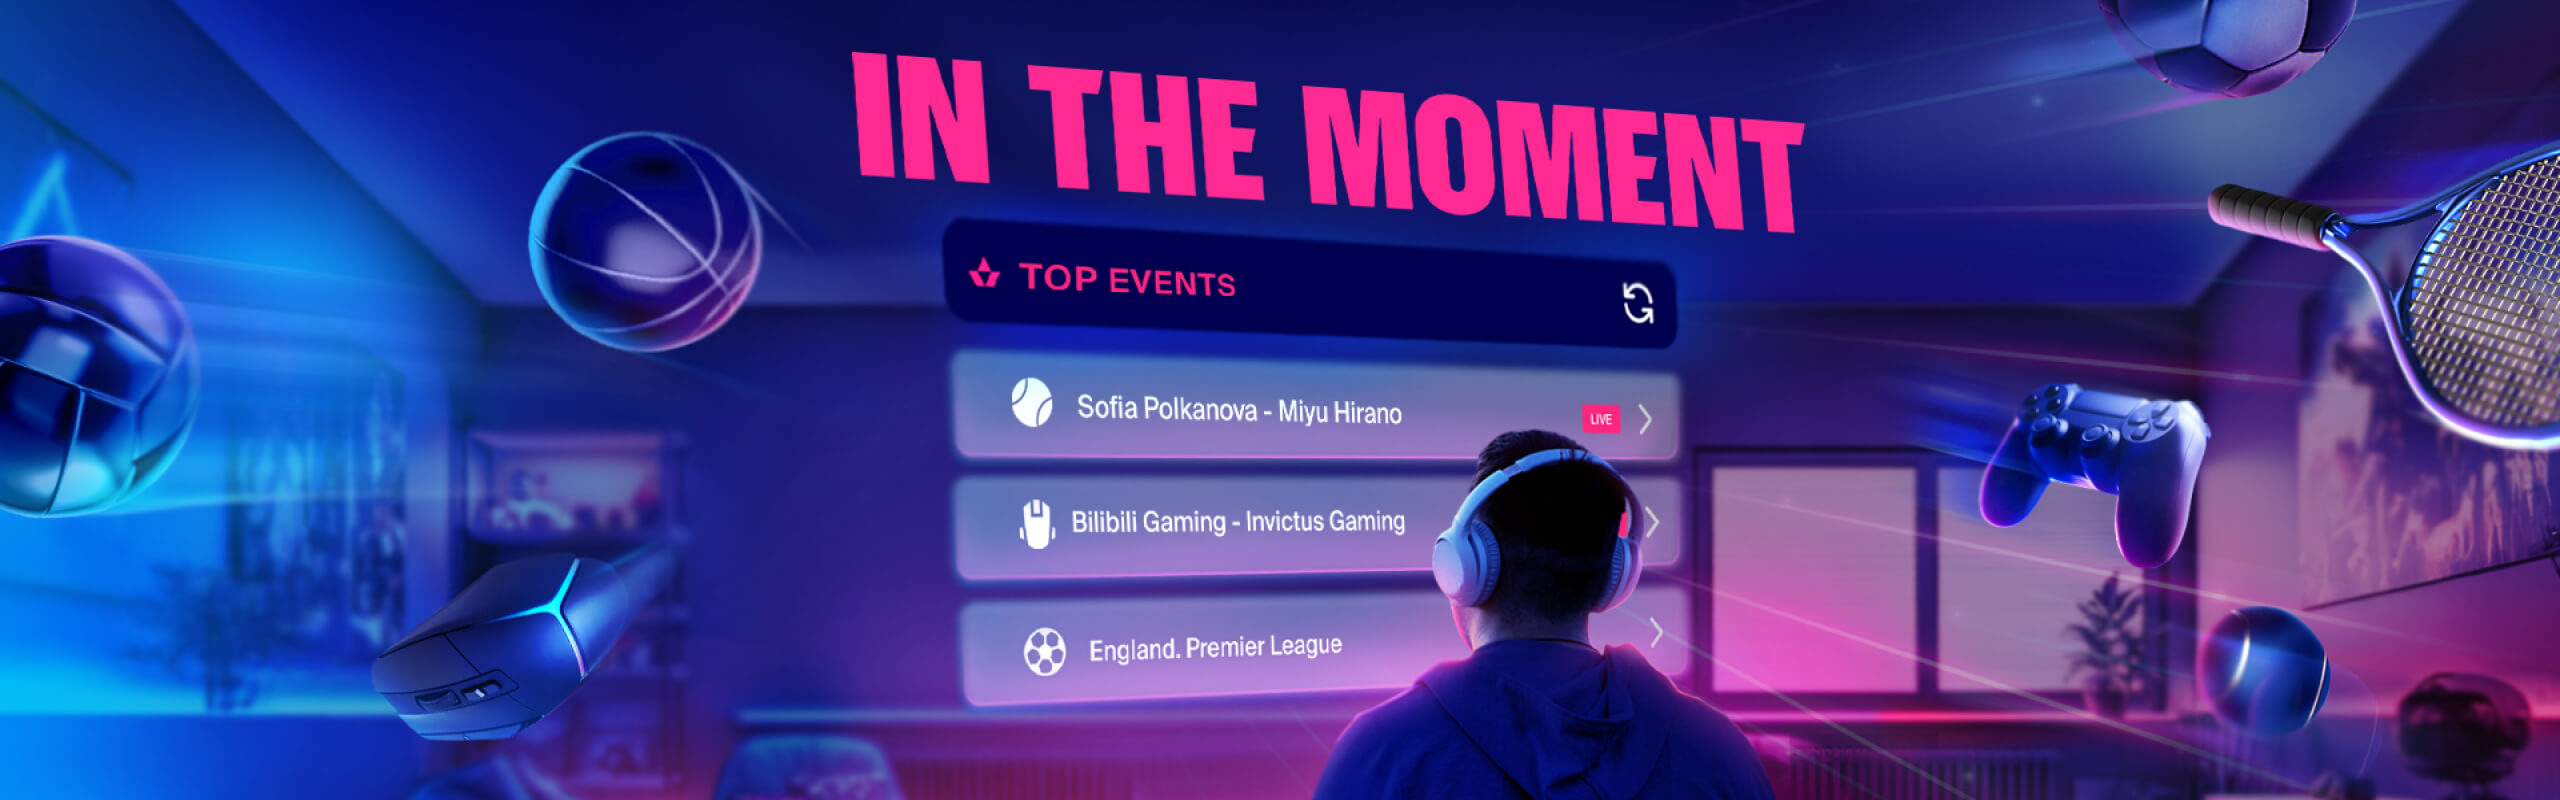 IN THE MOMENT
TOP EVENTS
Sofia Polkanova - Miyu Hirano
LIVE
Bilibili Gaming - Invictus Gaming
England. Premier League